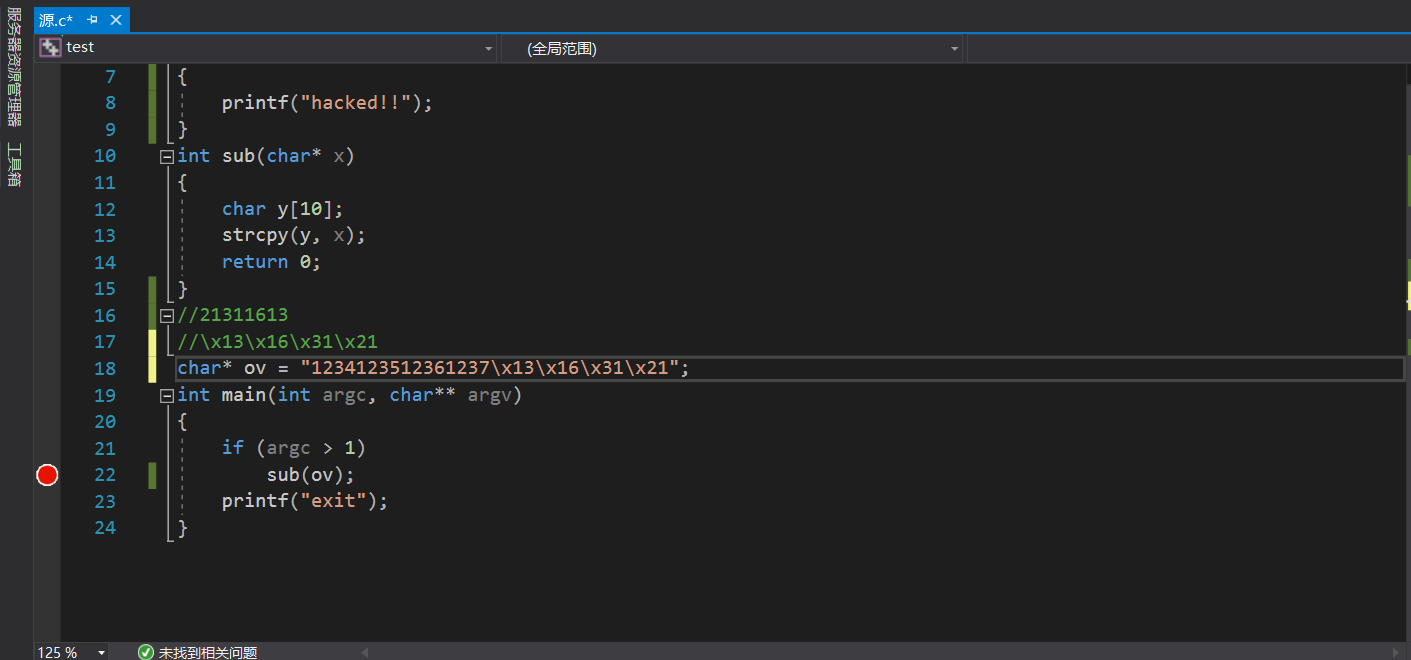 服务器资源管理器
工具箱
源.c*
test
(全局范围)
7 {
8 printf("hacked!!");
9 }
10 int sub(char* x)
11 {
12 char y[10];
13 strcpy(y, x);
14 return 0;
15 }
16 //21311613
17 //\x13\x16\x31\x21
18 char* ov = "1234123512361237\x13\x16\x31\x21";
19 int main(int argc, char** argv)
20 {
21 if (argc > 1)
22 sub(ov);
23 printf("exit");
24 }
125 %
未找到相关问题